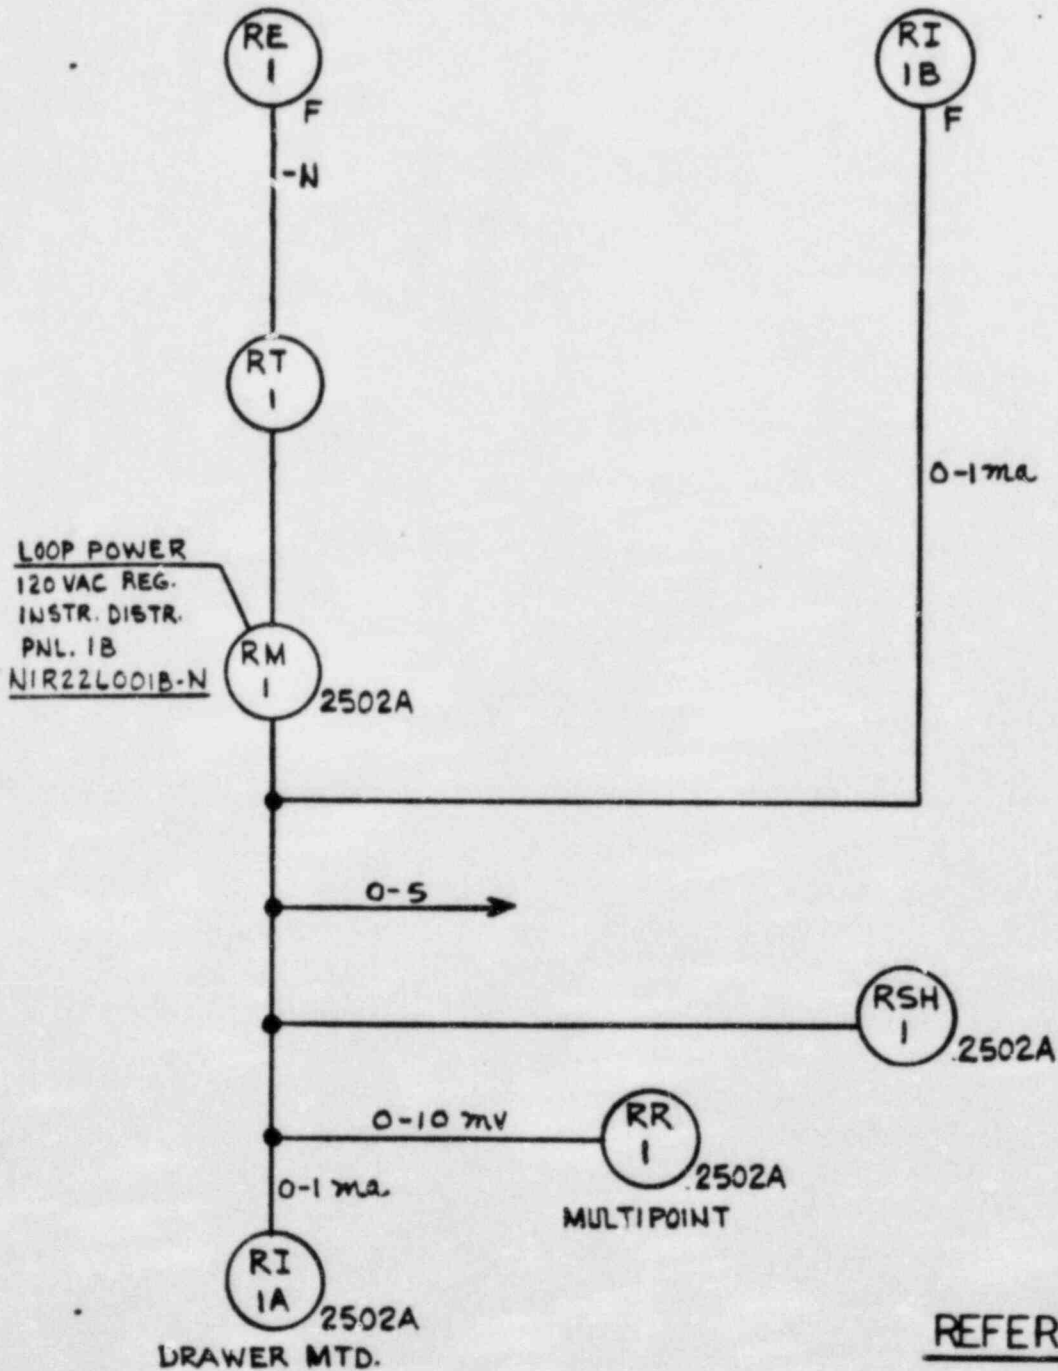 RE
1
F
RI
1B
F
-N
RT
1
0-1ma
LOOP POWER
120 VAC REG.
INSTR. DISTR.
PNL. 1B
N1R22L001B-N
RM
1
2502A
0-5
RSH
1
2502A
0-10 mv
RR
1
2502A
MULTIPOINT
0-1 ma
RI
1A
2502A
DRAWER MTD.
REFER